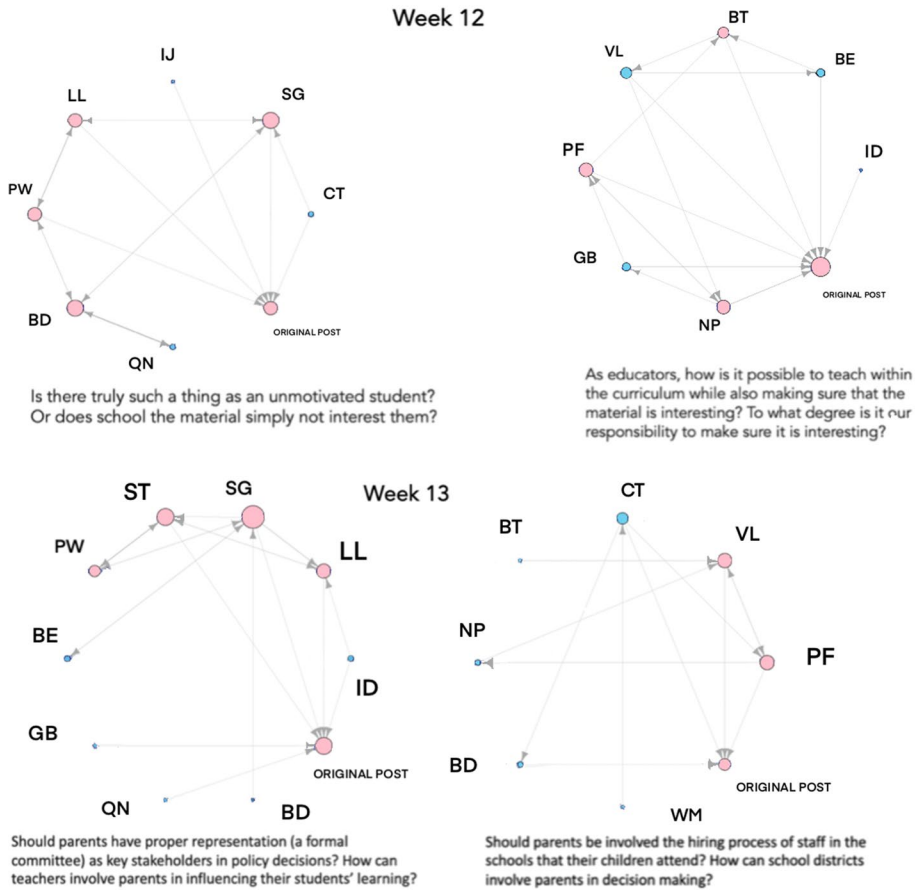 Week 12
IJ
LL
SG
PW
CT
BD
ORIGINAL POST
QN
Is there truly such a thing as an unmotivated student?
Or does school the material simply not interest them?
BT
VL
BE
PF
ID
GB
ORIGINAL POST
NP
As educators, how is it possible to teach within
the curriculum while also making sure that the
material is interesting? To what degree is it our
responsibility to make sure it is interesting?
Week 13
ST
SG
PW
LL
BE
ID
GB
ORIGINAL POST
QN
BD
Should parents have proper representation (a formal
committee) as key stakeholders in policy decisions? How can
teachers involve parents in influencing their students' learning?
CT
BT
VL
NP
PF
BD
ORIGINAL POST
WM
Should parents be involved the hiring process of staff in the
schools that their children attend? How can school districts
involve parents in decision making?